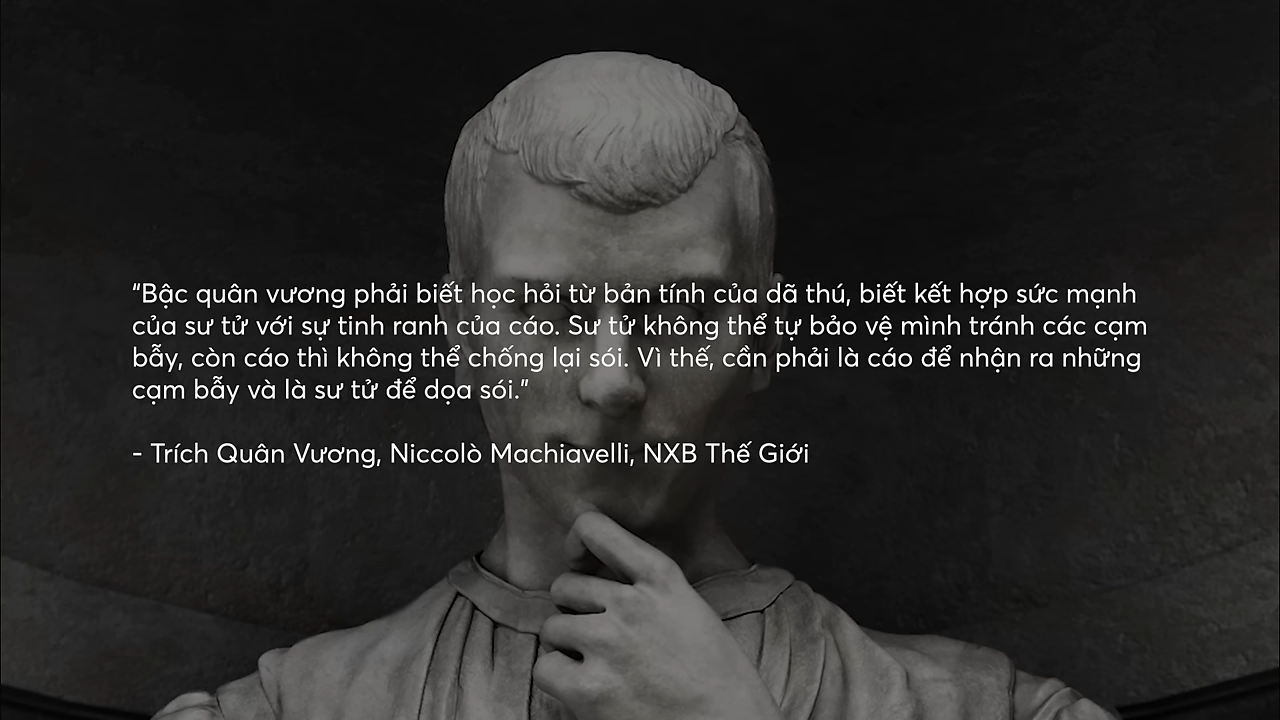 “Bậc quân vương phải biết học hỏi từ bản tính của dã thú, biết kết hợp sức mạnh
của sư tử với sự tinh ranh của cáo. Sư tử không thể tự bảo vệ mình tránh các cạm
bẫy, còn cáo thì không thể chống lại sói. Vì thế, cần phải là cáo để nhận ra những
cạm bẫy và là sư tử để dọa sói.”
- Trích Quân Vương, Niccolò Machiavelli, NXB Thế Giới